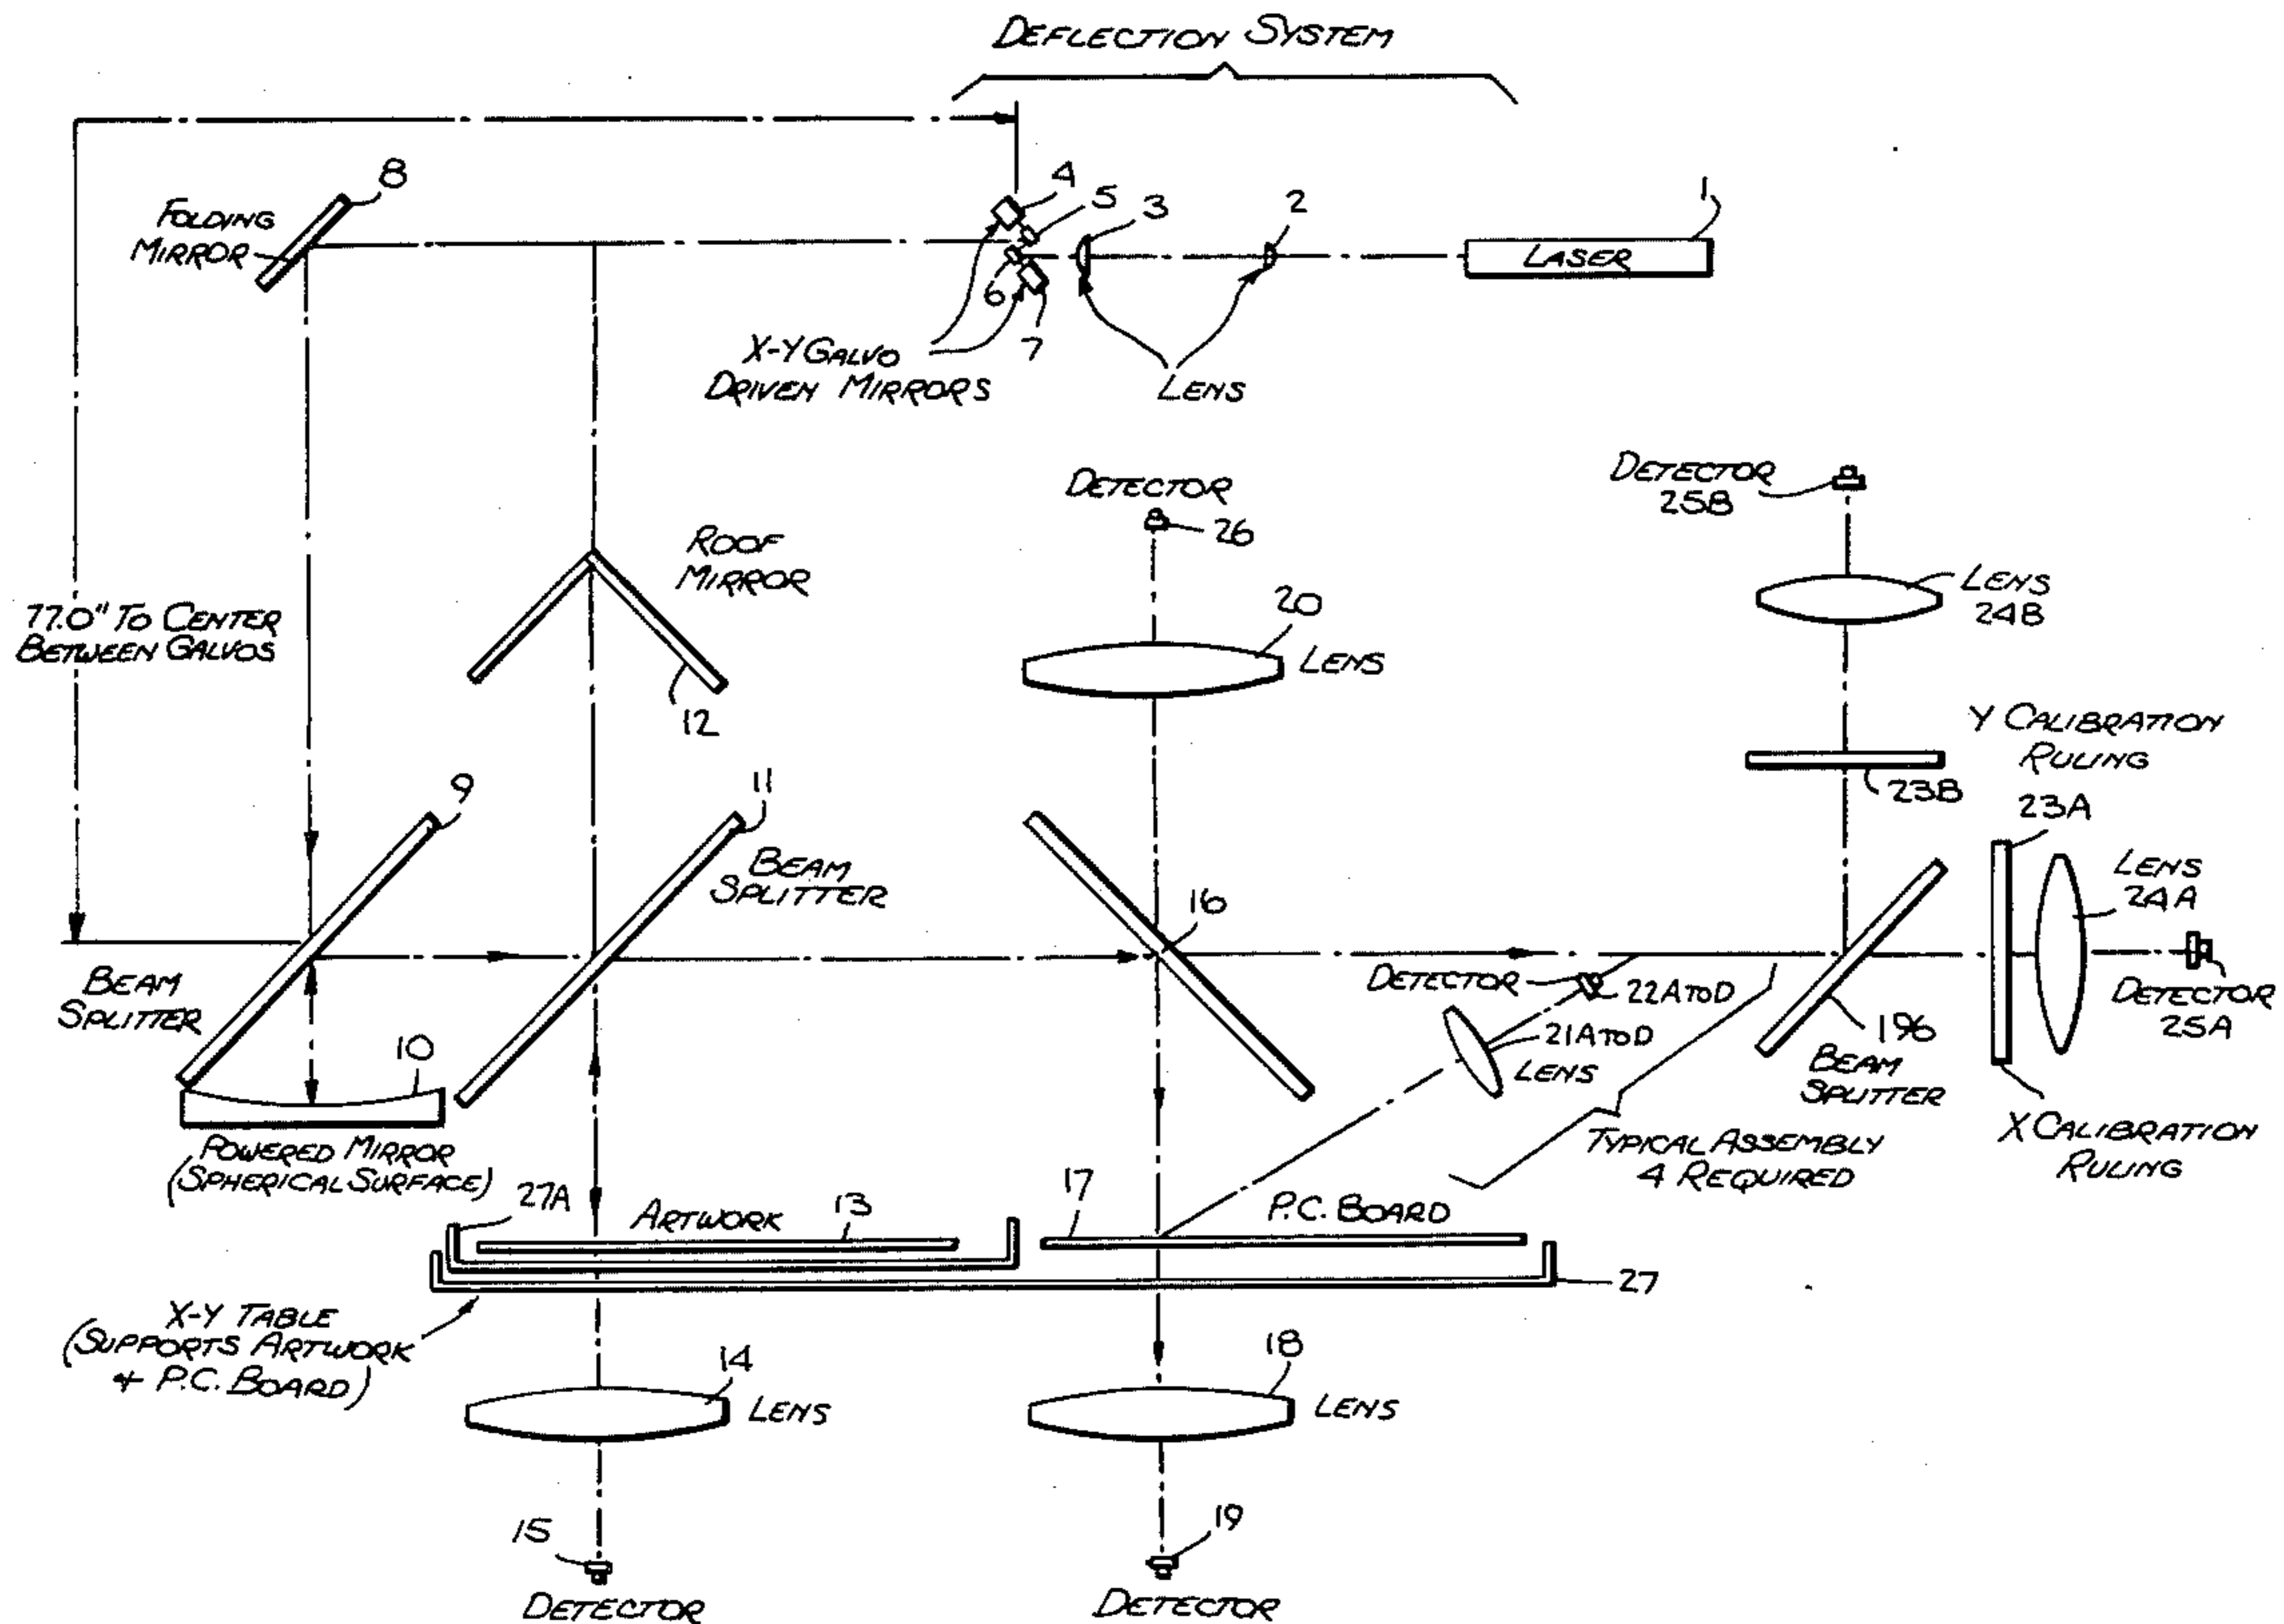 DEFLECTION SYSTEM
8
FOLDING
MIRROR
4
5
3
2
1
LASER
6
7
X-Y GALVO
DRIVEN MIRRORS
LENS
DETECTOR
26
DETECTOR
25B
ROOF
MIRROR
12
20
LENS
LENS
24B
77.0" TO CENTER
BETWEEN GALVOS
23B
Y CALIBRATION
RULING
23A
9
11
BEAM
SPLITTER
16
LENS
24A
BEAM
SPLITTER
DETECTOR
22A TO D
21A TO D
LENS
196
BEAM
SPLITTER
DETECTOR
25A
10
POWERED MIRROR
(SPHERICAL SURFACE)
TYPICAL ASSEMBLY
4 REQUIRED
X CALIBRATION
RULING
27A
ARTWORK
13
17
P.C. BOARD
27
X-Y TABLE
(SUPPORTS ARTWORK
+ P.C. BOARD)
14
LENS
18
LENS
15
DETECTOR
19
DETECTOR